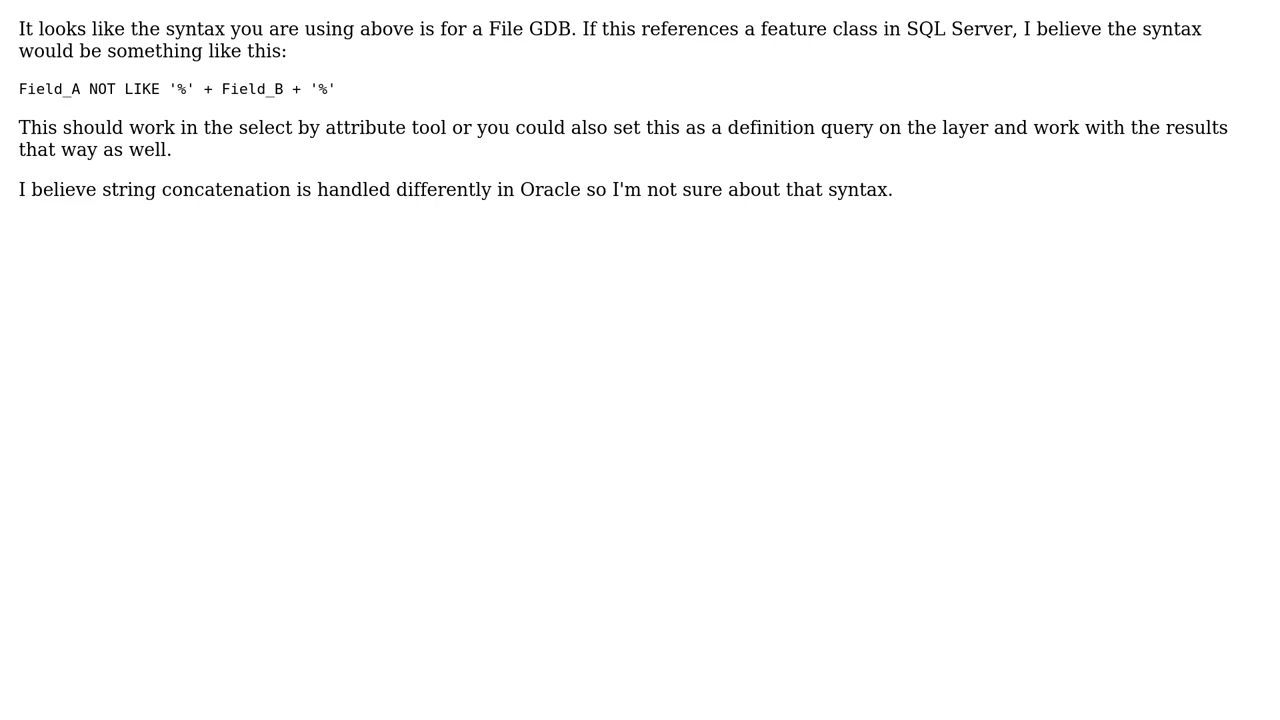 It looks like the syntax you are using above is for a File GDB. If this references a feature class in SQL Server, I believe the syntax
would be something like this:
Field_A NOT LIKE '%' + Field_B + '%'
This should work in the select by attribute tool or you could also set this as a definition query on the layer and work with the results
that way as well.
I believe string concatenation is handled differently in Oracle so I'm not sure about that syntax.